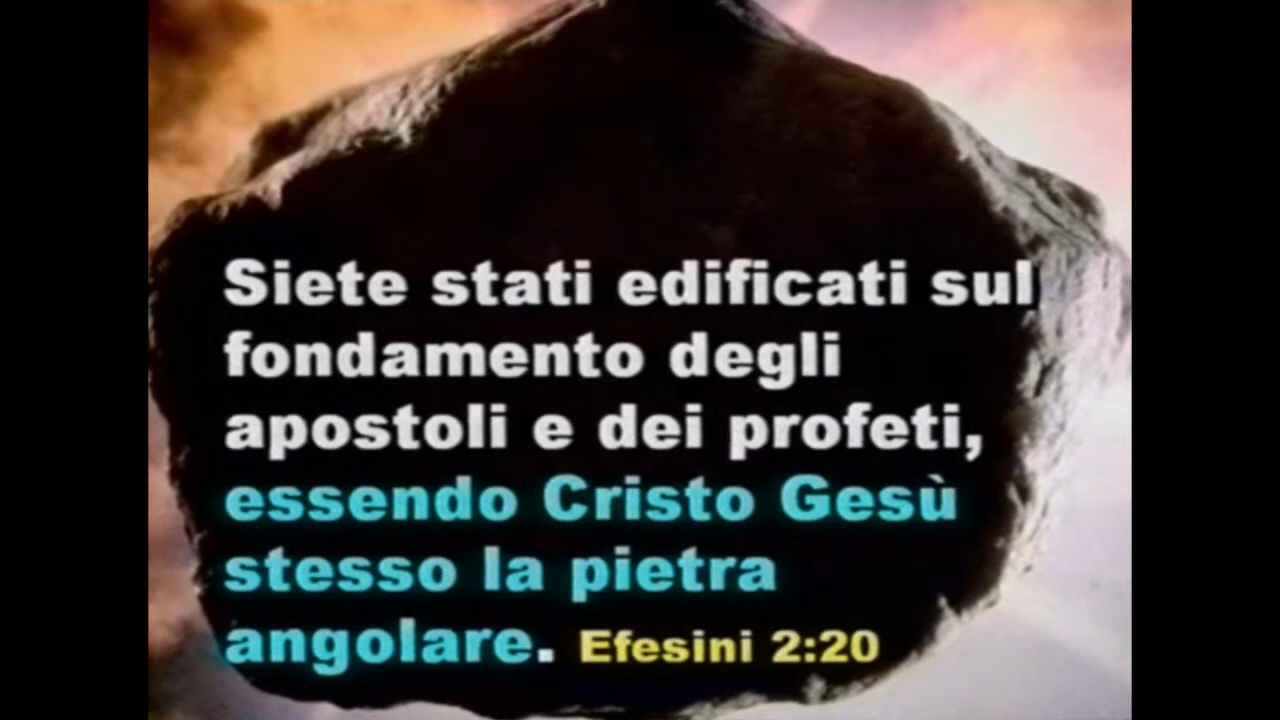 Siete stati edificati sul
fondamento degli
apostoli e dei profeti,
essendo Cristo Gesù
stesso la pietra
angolare. Efesini 2:20